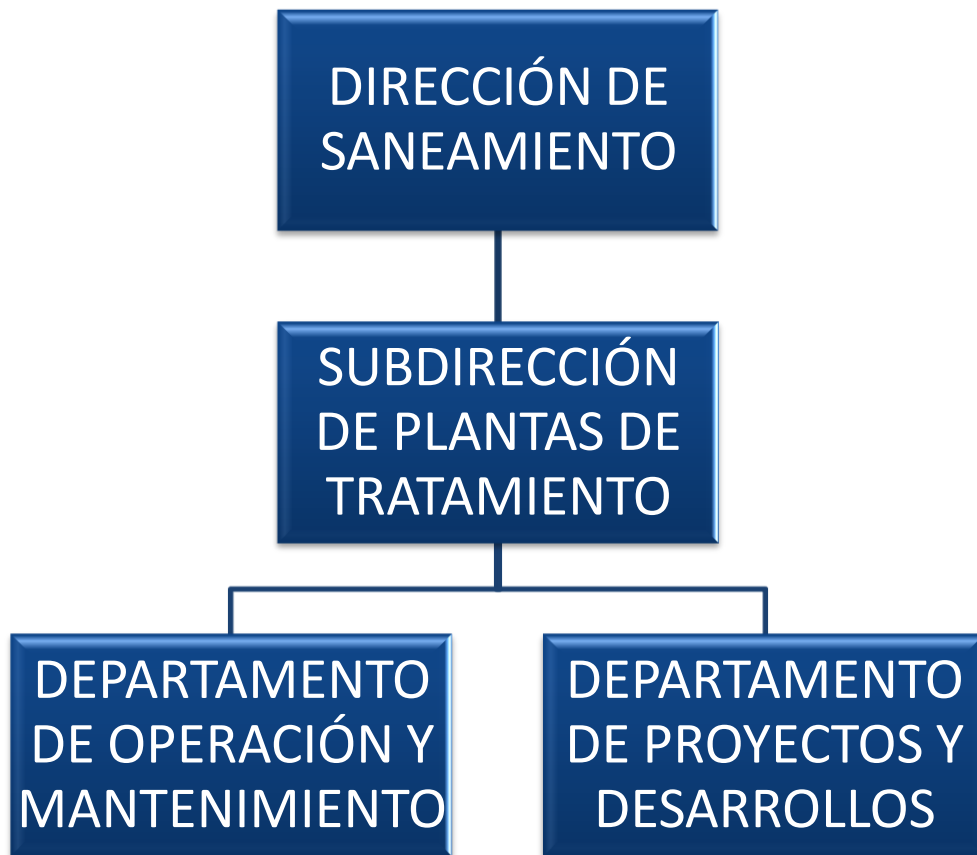 DIRECCIÓN DE
SANEAMIENTO
SUBDIRECCIÓN
DE PLANTAS DE
TRATAMIENTO
DEPARTAMENTO
DE OPERACIÓN Y
MANTENIMIENTO
DEPARTAMENTO
DE PROYECTOS Y
DESARROLLOS